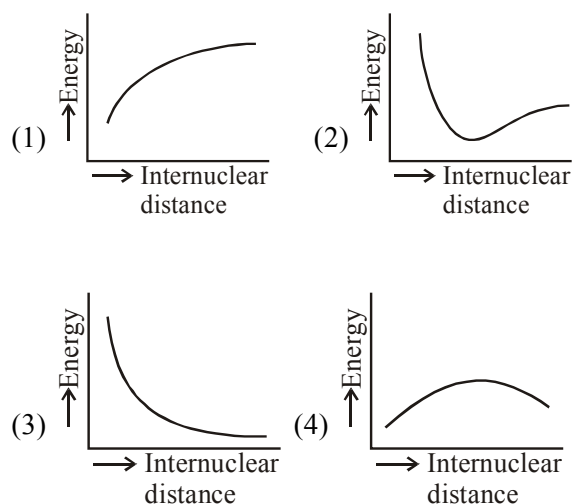 (1)
Energy
Internuclear
distance
(2)
Energy
Internuclear
distance
(3)
Energy
Internuclear
distance
(4)
Energy
Internuclear
distance